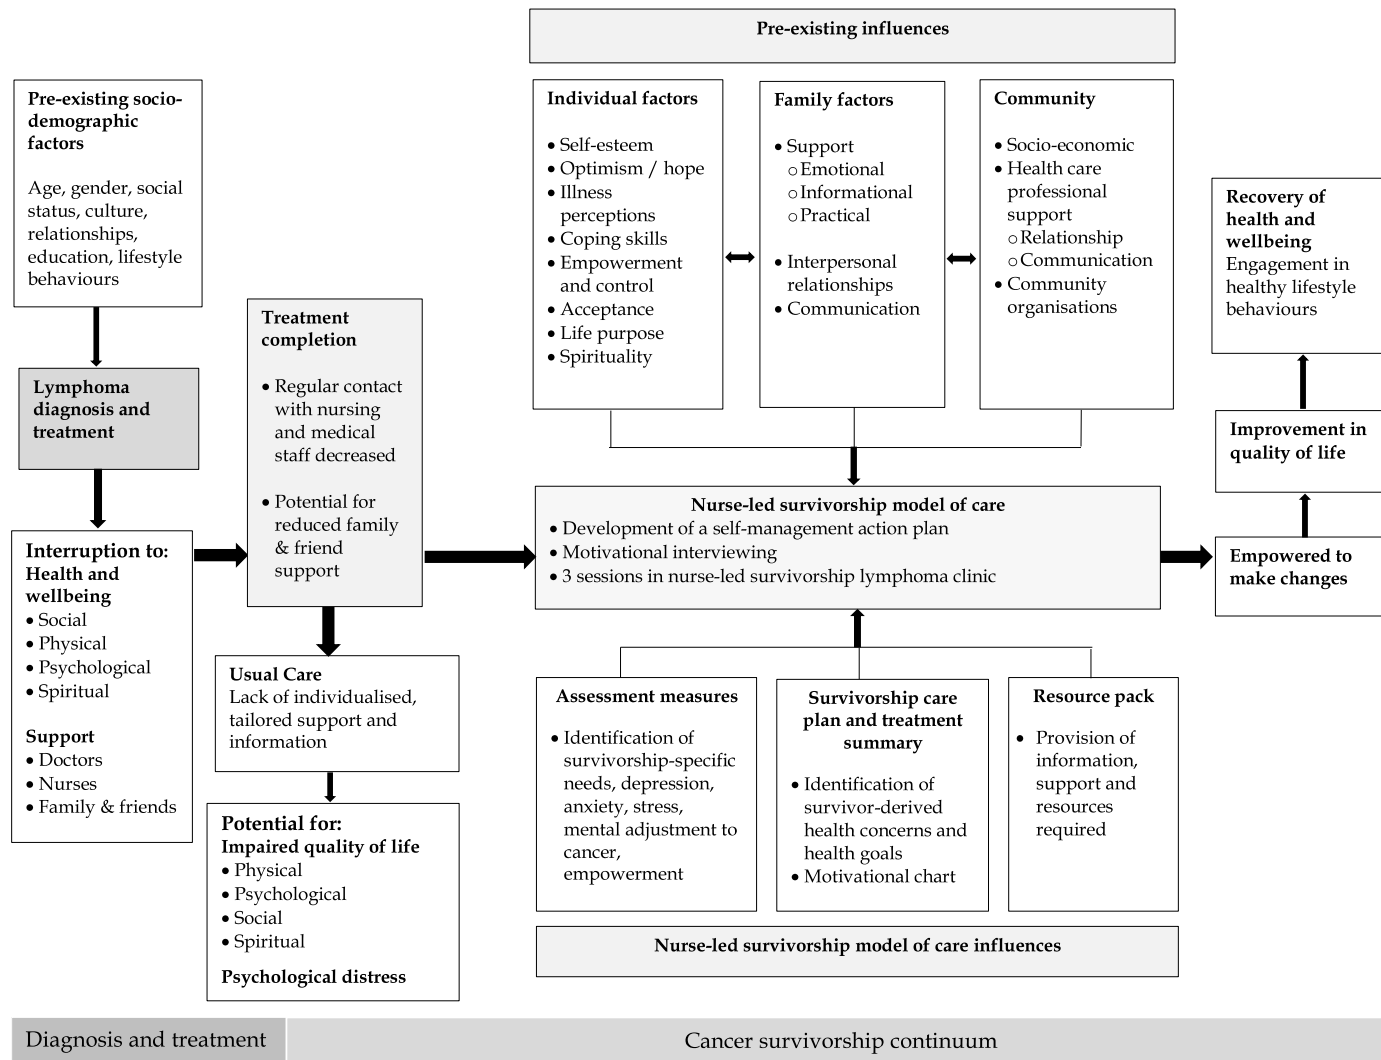 Pre-existing influences
Pre-existing socio-
demographic
factors
Age, gender, social
status, culture,
relationships,
education, lifestyle
behaviours
Lymphoma
diagnosis and
treatment
Interruption to:
Health and
wellbeing
• Social
• Physical
• Psychological
• Spiritual
Support
• Doctors
• Nurses
• Family & friends
Treatment
completion
• Regular contact
with nursing
and medical
staff decreased
• Potential for
reduced family
& friend
support
Usual Care
Lack of individualised,
tailored support and
information
Potential for:
Impaired quality of life
• Physical
• Psychological
• Social
• Spiritual
Psychological distress
Individual factors
• Self-esteem
• Optimism / hope
• Illness
perceptions
• Coping skills
• Empowerment
and control
• Acceptance
• Life purpose
• Spirituality
Family factors
• Support
o Emotional
o Informational
o Practical
• Interpersonal
relationships
• Communication
Community
• Socio-economic
• Health care
professional
support
o Relationship
o Communication
• Community
organisations
Nurse-led survivorship model of care
• Development of a self-management action plan
• Motivational interviewing
• 3 sessions in nurse-led survivorship lymphoma clinic
Assessment measures
• Identification of
survivorship-specific
needs, depression,
anxiety, stress,
mental adjustment to
cancer,
empowerment
Survivorship care
plan and treatment
summary
• Identification of
survivor-derived
health concerns and
health goals
• Motivational chart
Resource pack
• Provision of
information,
support and
resources
required
Nurse-led survivorship model of care influences
Recovery of
health and
wellbeing
Engagement in
healthy lifestyle
behaviours
Improvement in
quality of life
Empowered to
make changes
Diagnosis and treatment
Cancer survivorship continuum